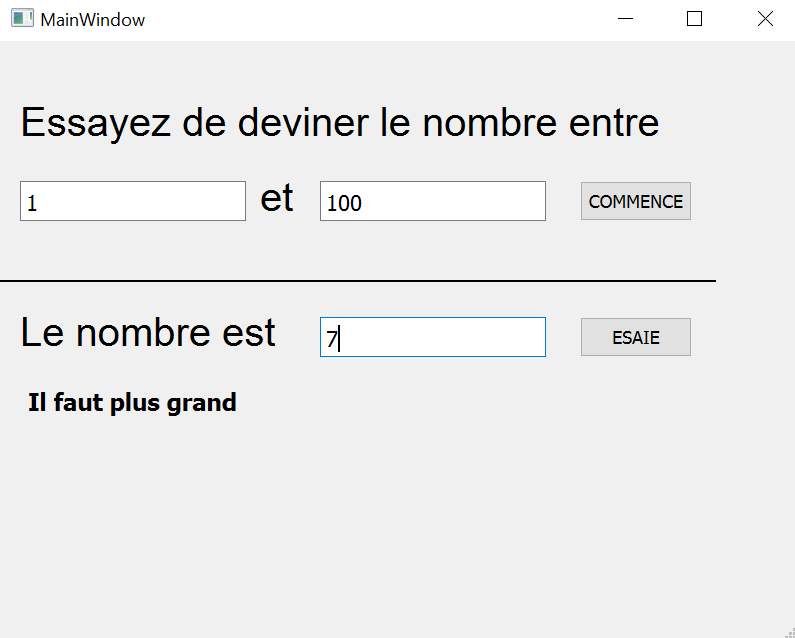 MainWindow
Essayez de deviner le nombre entre
1 et 100 COMMENCE
Le nombre est 7 ESAIE
Il faut plus grand